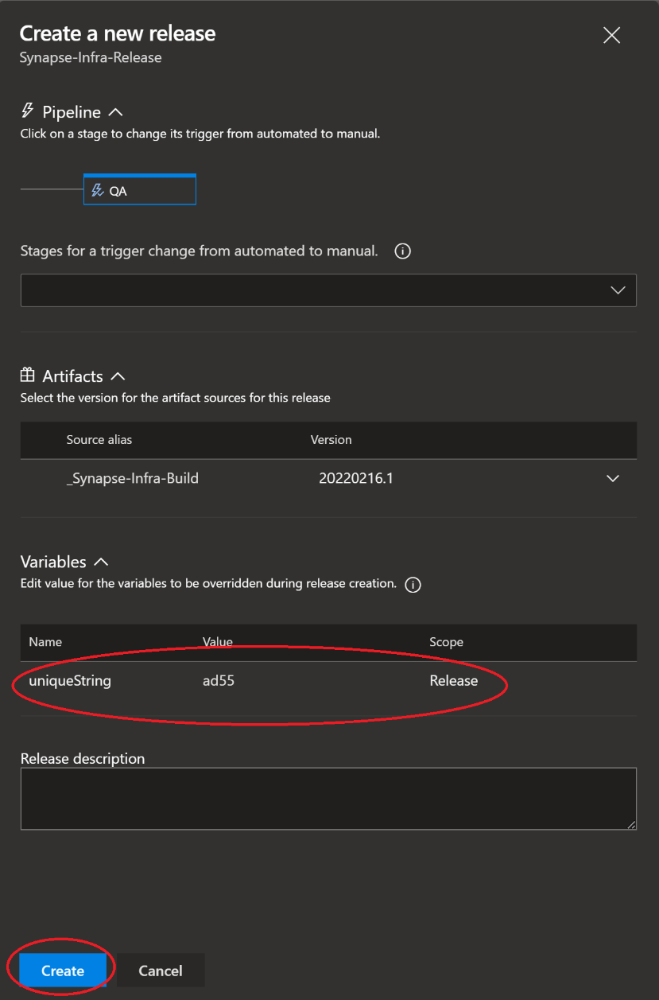 Create a new release
Synapse-Infra-Release
Pipeline
Click on a stage to change its trigger from automated to manual.
QA
Stages for a trigger change from automated to manual.
Artifacts
Select the version for the artifact sources for this release
Source alias Version
_Synapse-Infra-Build 20220216.1
Variables
Edit value for the variables to be overridden during release creation.
Name Value Scope
uniqueString ad55 Release
Release description
Create Cancel